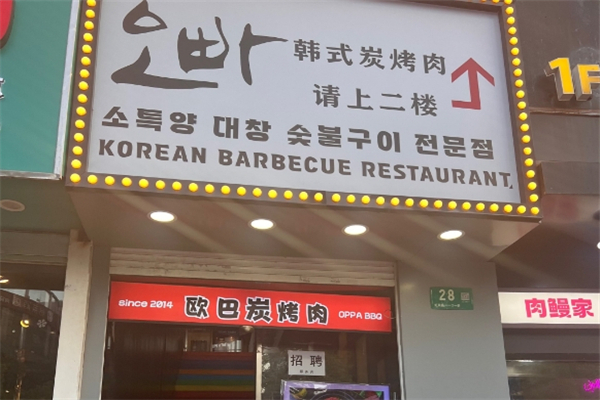 오빠
韩式炭烤肉
请上二楼
소특양 대창 숯불구이 전문점
KOREAN BARBECUE RESTAURANT
1F
since 2014 欧巴炭烤肉 OPPA BBQ
28
肉鳗家
招聘